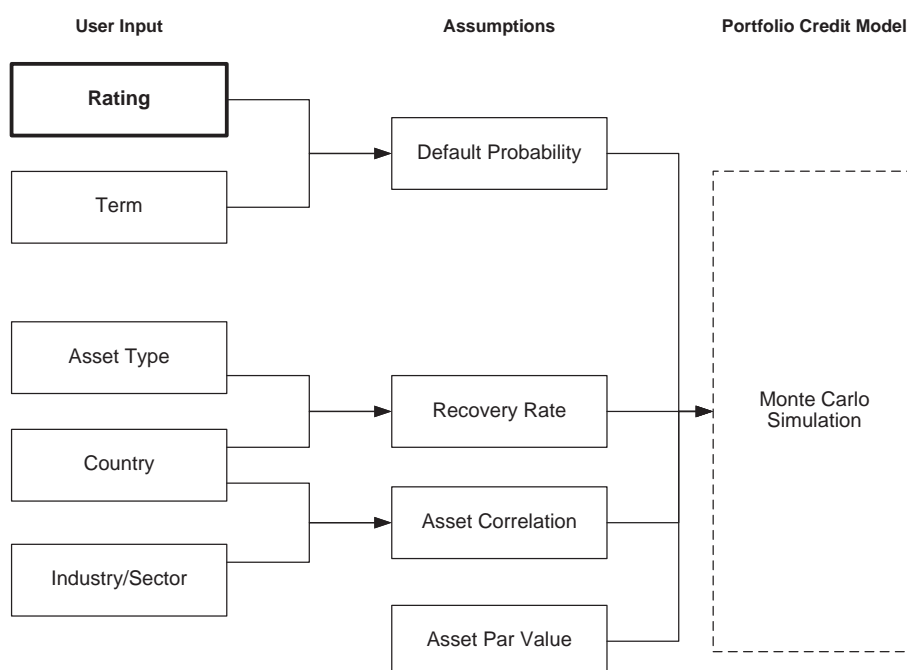 User Input
Assumptions
Portfolio Credit Model
Rating
Default Probability
Term
Asset Type
Recovery Rate
Monte Carlo
Simulation
Country
Asset Correlation
Industry/Sector
Asset Par Value